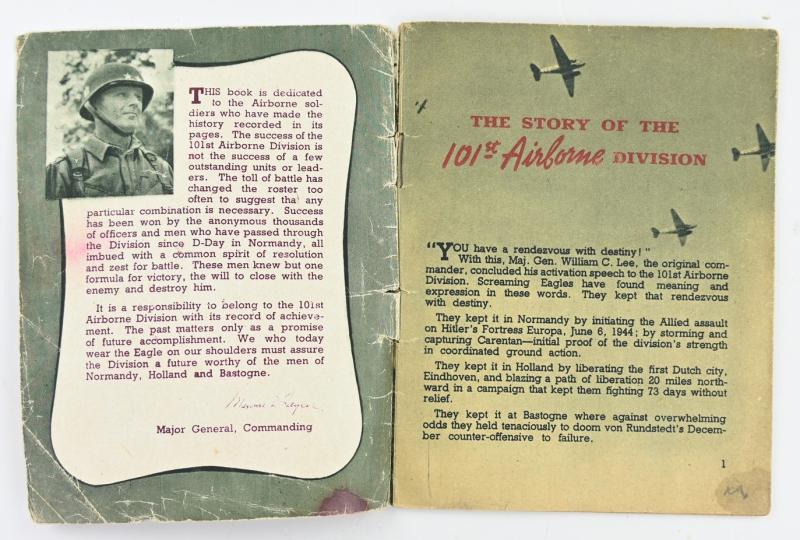 THIS book is dedicated
to the Airborne sol-
diers who have made the
history recorded in its
pages. The success of the
101st Airborne Division is
not the success of a few
outstanding units or lead-
ers. The toll of battle has
changed the roster too
often to suggest tha any
particular combination is necessary. Success
has been won by the anonymous thousands
of officers and men who have passed through
the Division since D-Day in Normandy, all
imbued with a common spirit of resolution
and zest for battle. These men knew but one
formula for victory, the will to close with the
enemy and destroy him.
It is a responsibility to belong to the 101st
Airborne Division with its record of achieve-
ment. The past matters only as a promise
of future accomplishment. We who today
wear the Eagle on our shoulders must assure
the Division a future worthy of the men of
Normandy, Holland and Bastogne.
Major General, Commanding
THE STORY OF THE
101st Airborne DIVISION
"YOU have a rendezvous with destiny!"
With this, Maj. Gen. William C. Lee, the original com-
mander, concluded his activation speech to the 101st Airborne
Division. Screaming Eagles have found meaning and
expression in these words. They kept that rendezvous
with destiny.
They kept it in Normandy by initiating the Allied assault
on Hitler's Fortress Europa, June 6, 1944; by storming and
capturing Carentan—initial proof of the division's strength
in coordinated ground action.
They kept it in Holland by liberating the first Dutch city,
Eindhoven, and blazing a path of liberation 20 miles north-
ward in a campaign that kept them fighting 73 days without
relief.
They kept it at Bastogne where against overwhelming
odds they held tenaciously to doom von Rundstedt's Decem-
ber counter-offensive to failure.
1